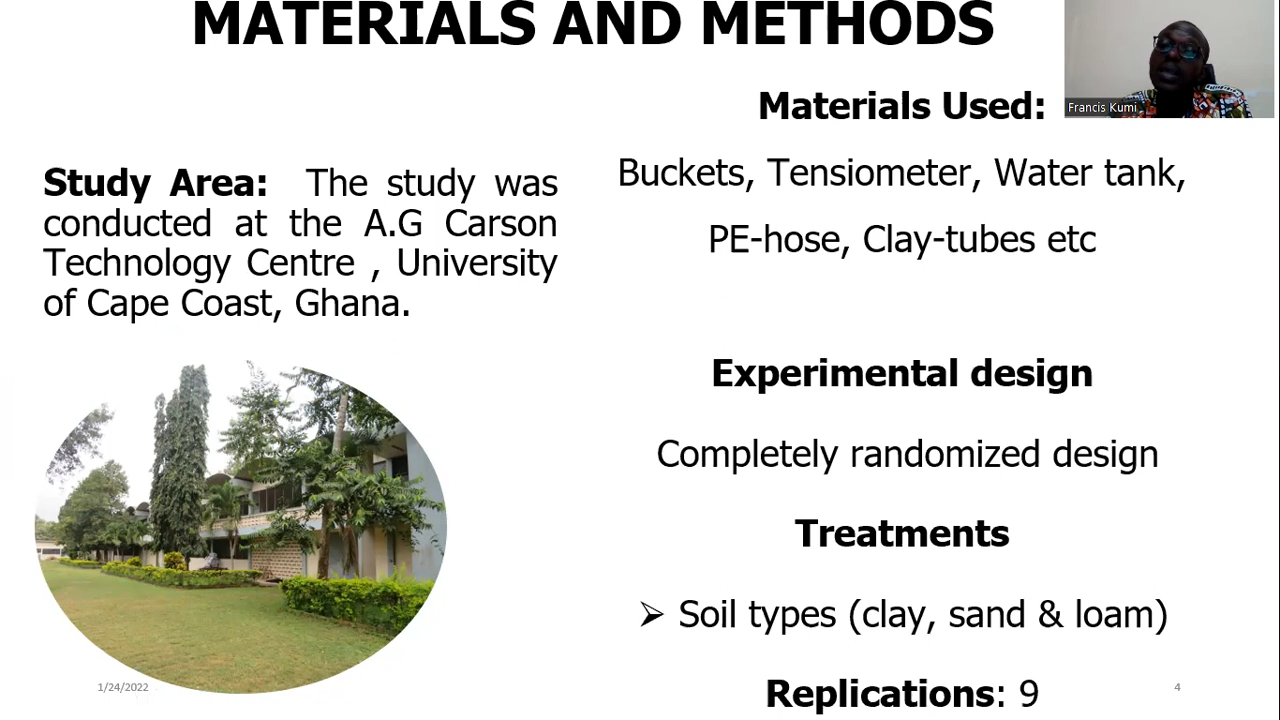 MATERIALS AND METHODS
Francis Kumi
Study Area: The study was
conducted at the A.G Carson
Technology Centre , University
of Cape Coast, Ghana.
Materials Used:
Buckets, Tensiometer, Water tank,
PE-hose, Clay-tubes etc
Experimental design
Completely randomized design
Treatments
➢ Soil types (clay, sand & loam)
Replications: 9
1/24/2022
4